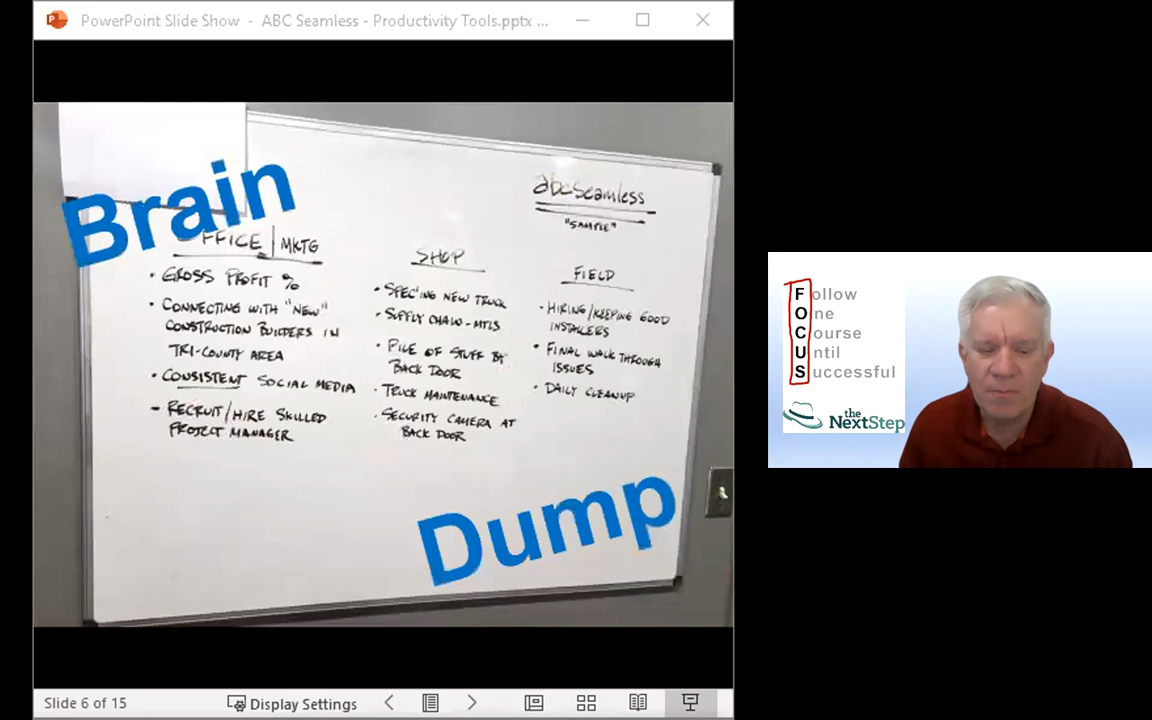 PowerPoint Slide Show - ABC Seamless - Productivity Tools.pptx ...
Brain
abcSeamless
"SAMPLE"
FFICE | MKTG
• GROSS PROFIT %
• CONNECTING WITH "NEW"
CONSTRUCTION BUILDERS IN
TRI-COUNTY AREA
• CONSISTENT SOCIAL MEDIA
- RECRUIT/HIRE SKILLED
PROJECT MANAGER
SHOP
• SPEC'ING NEW TRUCK
• SUPPLY CHAIN-MTLS
• PILE OF STUFF BY
BACK DOOR
• TRUCK MAINTENANCE
• SECURITY CAMERA AT
BACK DOOR
FIELD
• HIRING/KEEPING GOOD
INSTALLERS
• FINAL WALK THROUGH
ISSUES
• DAILY CLEANUP
Dump
Follow
One
Course
Until
Successful
the
NextStep
Slide 6 of 15
Display Settings